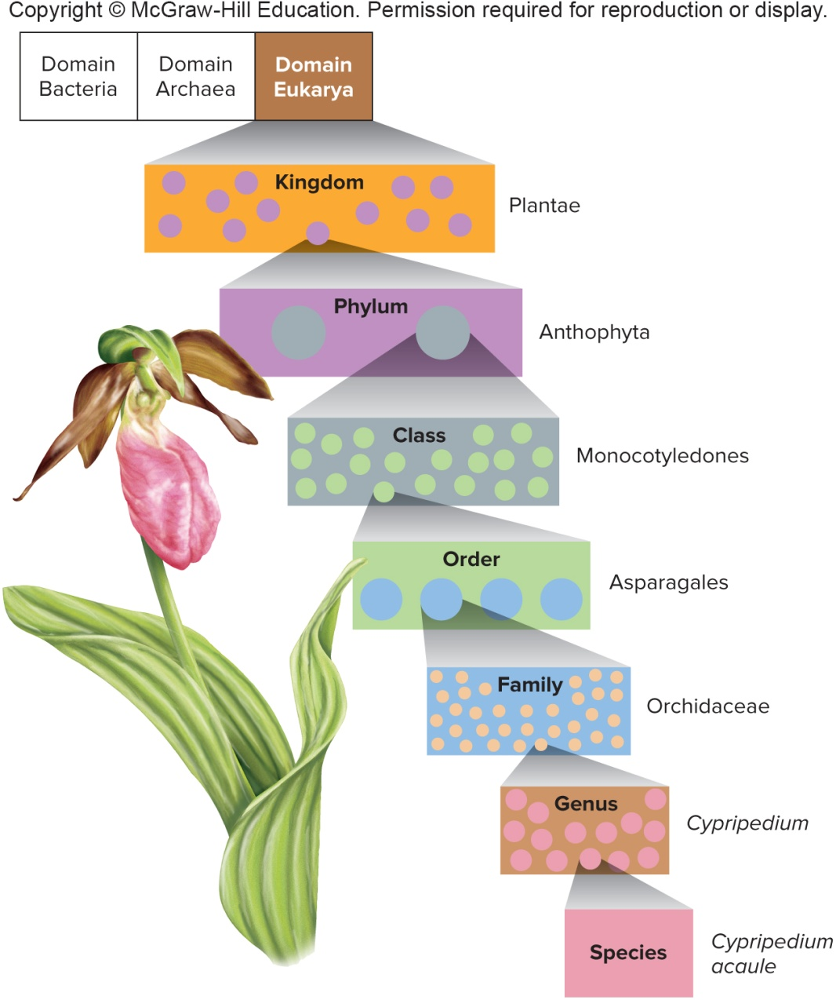 Copyright © McGraw-Hill Education. Permission required for reproduction or display.
Domain
Bacteria
Domain
Archaea
Domain
Eukarya
Kingdom
Plantae
Phylum
Anthophyta
Class
Monocotyledones
Order
Asparagales
Family
Orchidaceae
Genus
Cypripedium
Species
Cypripedium
acaule